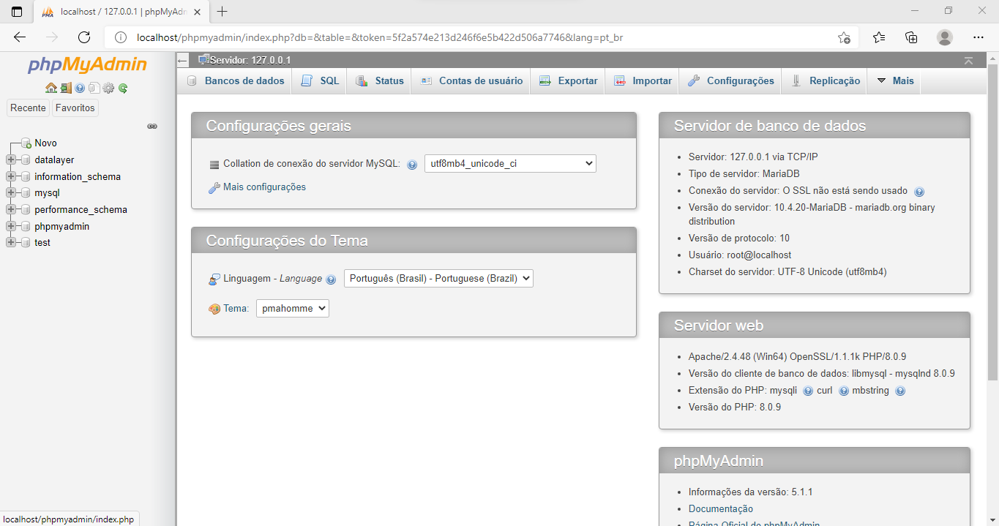 localhost / 127.0.0.1 | phpMyAdm
localhost/phpmyadmin/index.php?db=&table=&token=5f2a574e213d246f6e5b422d506a7746&lang=pt_br
phpMyAdmin
Recente Favoritos
Novo
datalayer
information_schema
mysql
performance_schema
phpmyadmin
test
localhost/phpmyadmin/index.php
Servidor: 127.0.0.1
Bancos de dados SQL Status Contas de usuário Exportar Importar Configurações Replicação Mais
Configurações gerais
Collation de conexão do servidor MySQL: utf8mb4_unicode_ci
Mais configurações
Configurações do Tema
Linguagem - Language Português (Brasil) - Portuguese (Brazil)
Tema: pmahomme
Servidor de banco de dados
Servidor: 127.0.0.1 via TCP/IP
Tipo de servidor: MariaDB
Conexão do servidor: O SSL não está sendo usado
Versão do servidor: 10.4.20-MariaDB - mariadb.org binary
distribution
Versão de protocolo: 10
Usuário: root@localhost
Charset do servidor: UTF-8 Unicode (utf8mb4)
Servidor web
Apache/2.4.48 (Win64) OpenSSL/1.1.1k PHP/8.0.9
Versão do cliente de banco de dados: libmysql - mysqlnd 8.0.9
Extensão do PHP: mysqli curl mbstring
Versão do PHP: 8.0.9
phpMyAdmin
Informações da versão: 5.1.1
Documentação
Página Oficial do phpMyAdmin